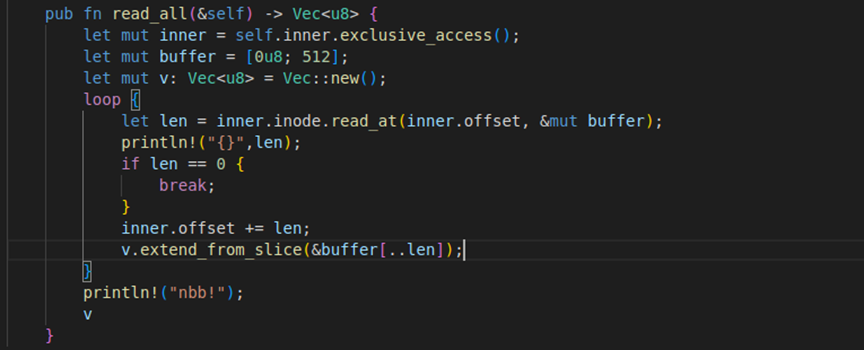 pub fn read_all(&self) -> Vec<u8> {
let mut inner = self.inner.exclusive_access();
let mut buffer = [0u8; 512];
let mut v: Vec<u8> = Vec::new();
loop {
let len = inner.inode.read_at(inner.offset, &mut buffer);
println!("{}",len);
if len == 0 {
break;
}
inner.offset += len;
v.extend_from_slice(&buffer[..len]);
}
println!("nbb!");
v
}